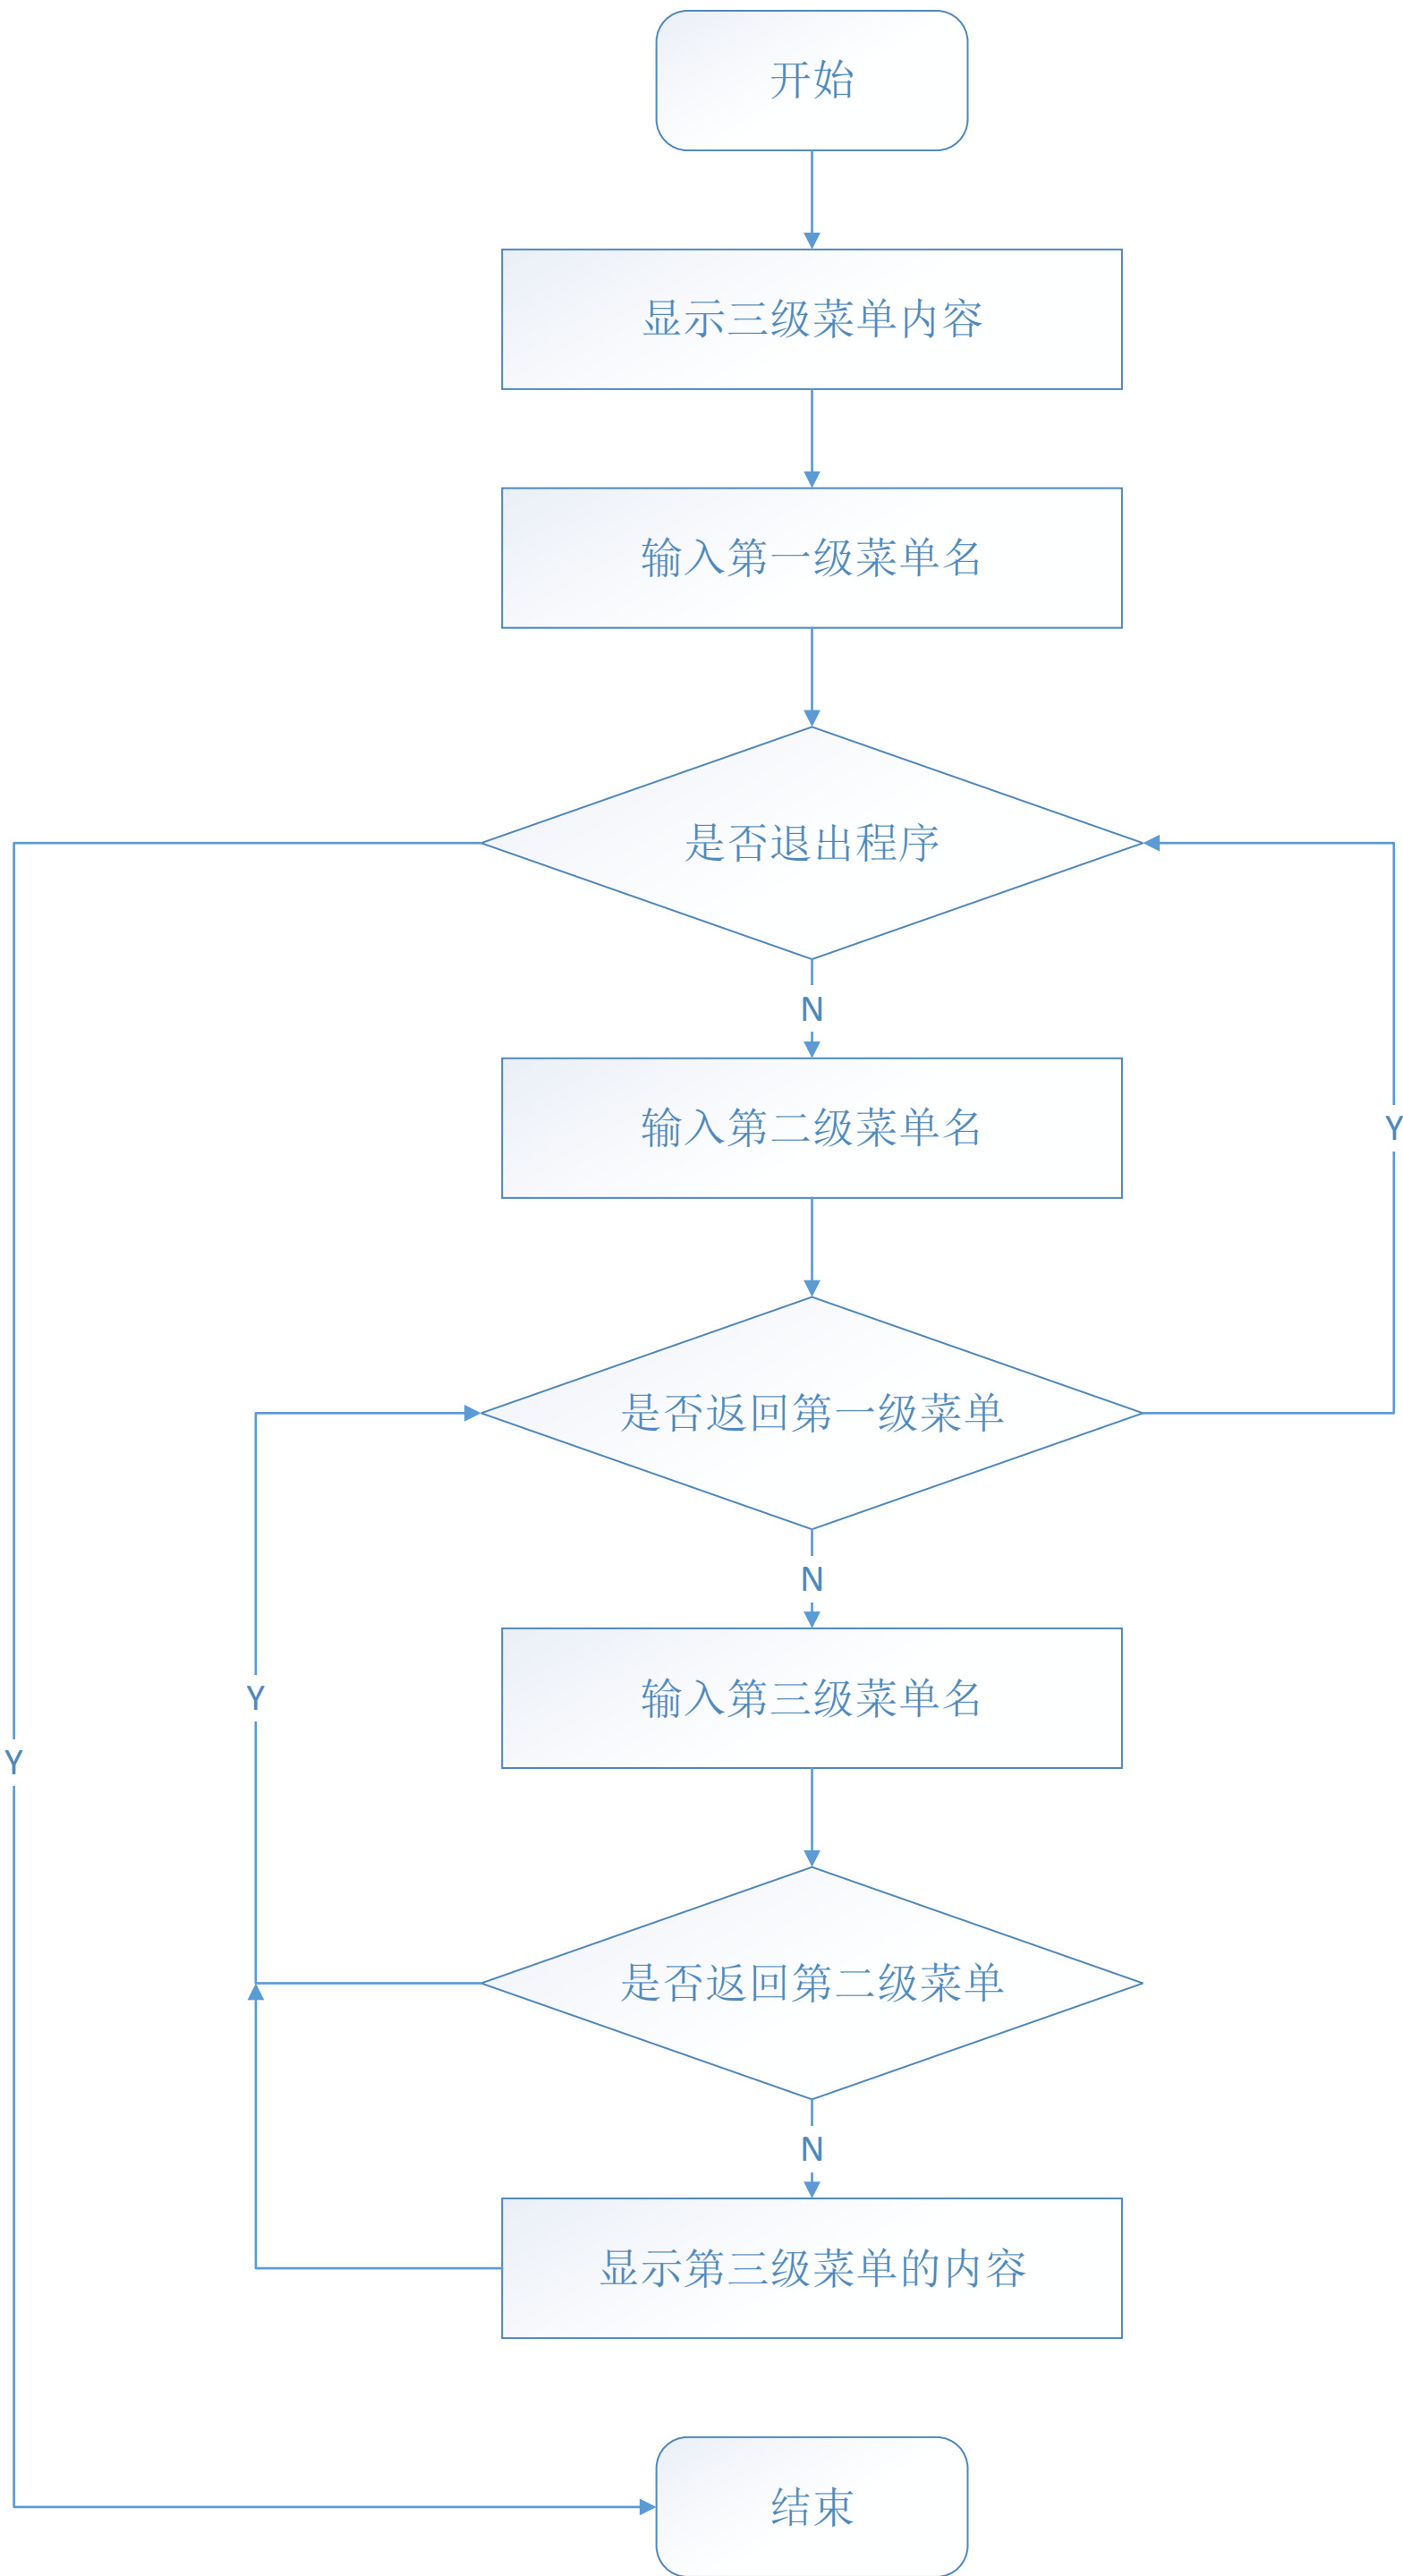 开始
显示三级菜单内容
输入第一级菜单名
是否退出程序
N
输入第二级菜单名
Y
是否返回第一级菜单
N
输入第三级菜单名
Y
Y
是否返回第二级菜单
N
显示第三级菜单的内容
结束